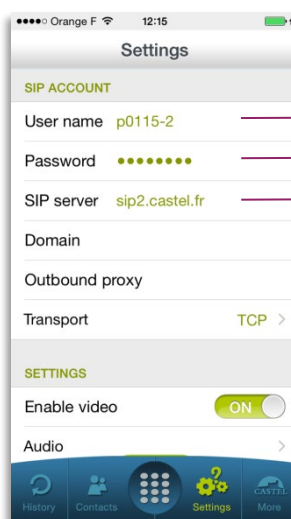 Orange F 12:15
Settings
SIP ACCOUNT
User name p0115-2
Password ●●●●●●●●
SIP server sip2.castel.fr
Domain
Outbound proxy
Transport TCP
SETTINGS
Enable video ON
Audio
History Contacts Settings CASTEL More